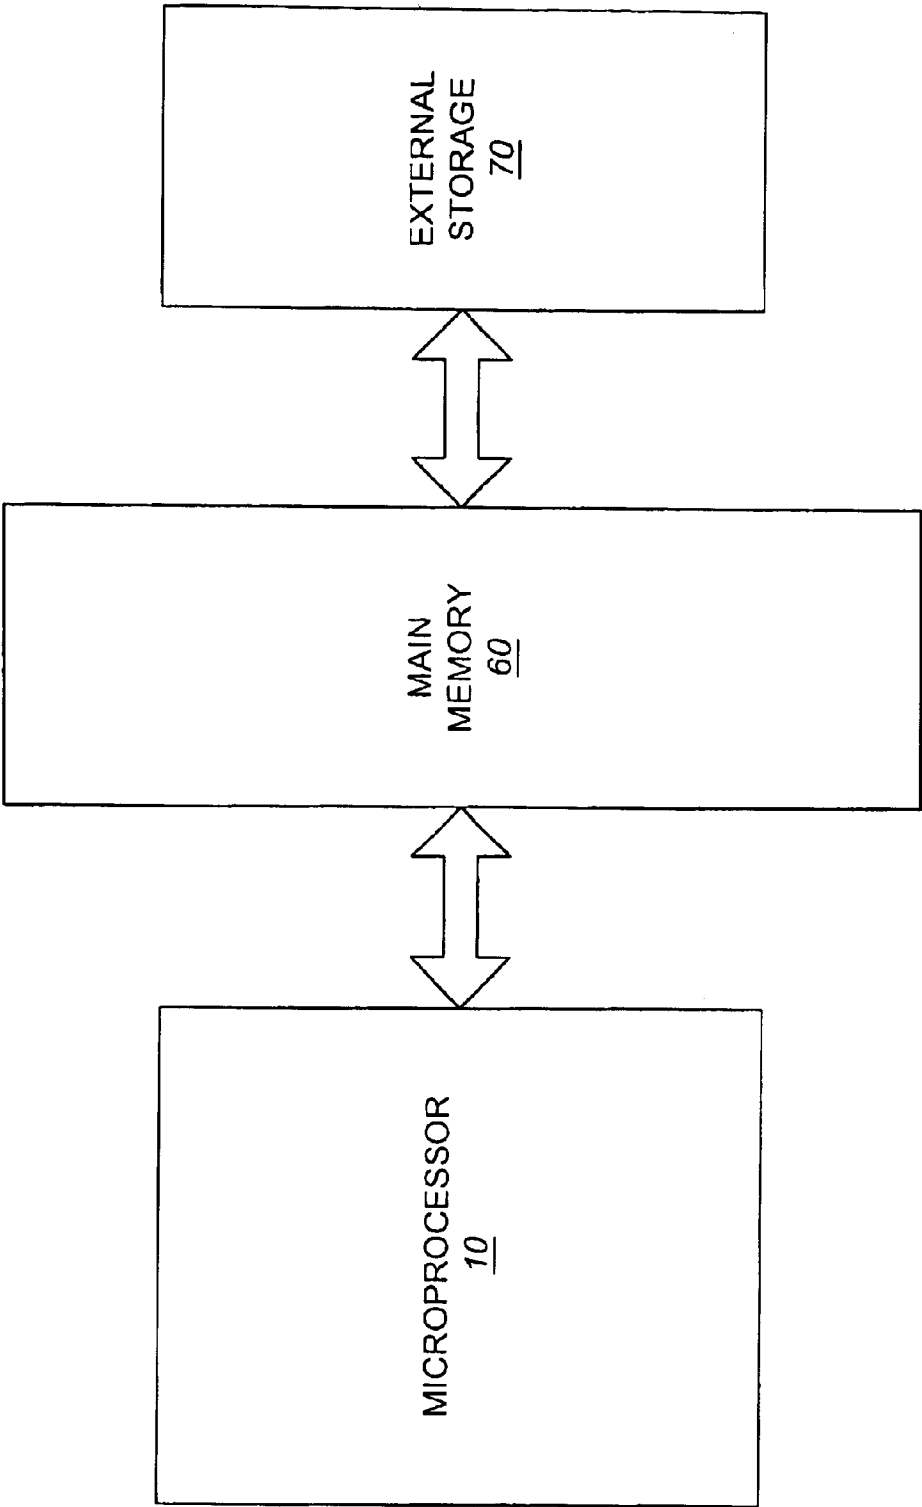 MICROPROCESSOR
10
MAIN
MEMORY
60
EXTERNAL
STORAGE
70